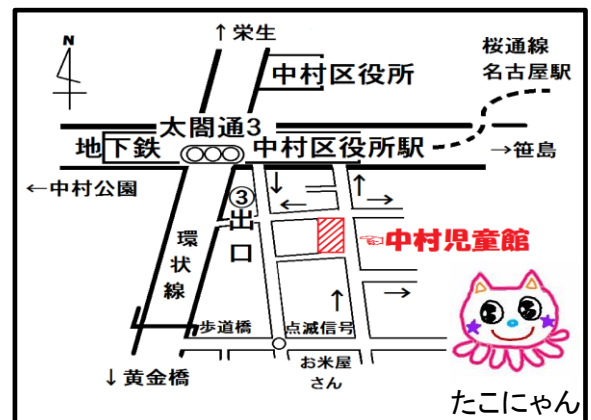 ↑栄生
N
桜通線
名古屋駅
中村区役所
太閤通3
地下鉄
中村区役所駅
→笹島
←中村公園
③出口
環状線
☜中村児童館
歩道橋
点滅信号
お米屋
さん
↓黄金橋
たこにゃん